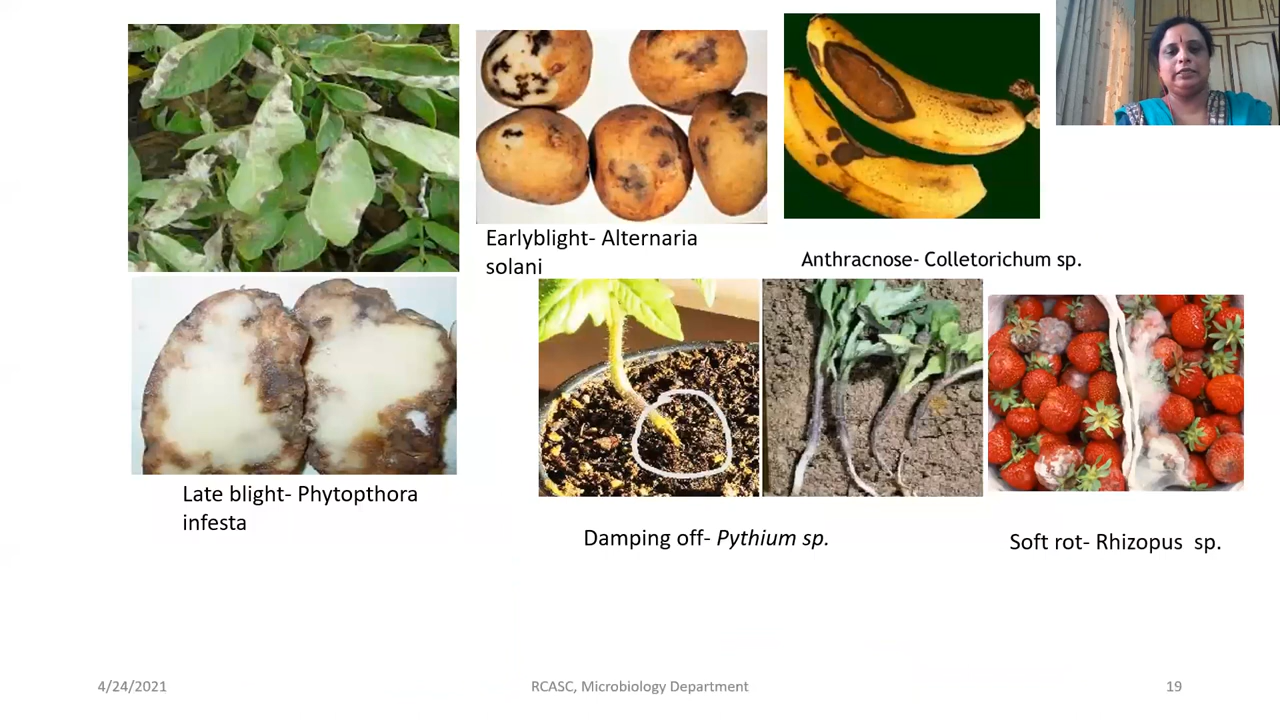 Earlyblight- Alternaria
solani
Anthracnose- Colletorichum sp.
Late blight- Phytopthora
infesta
Damping off- Pythium sp.
Soft rot- Rhizopus sp.
4/24/2021
RCASC, Microbiology Department
19